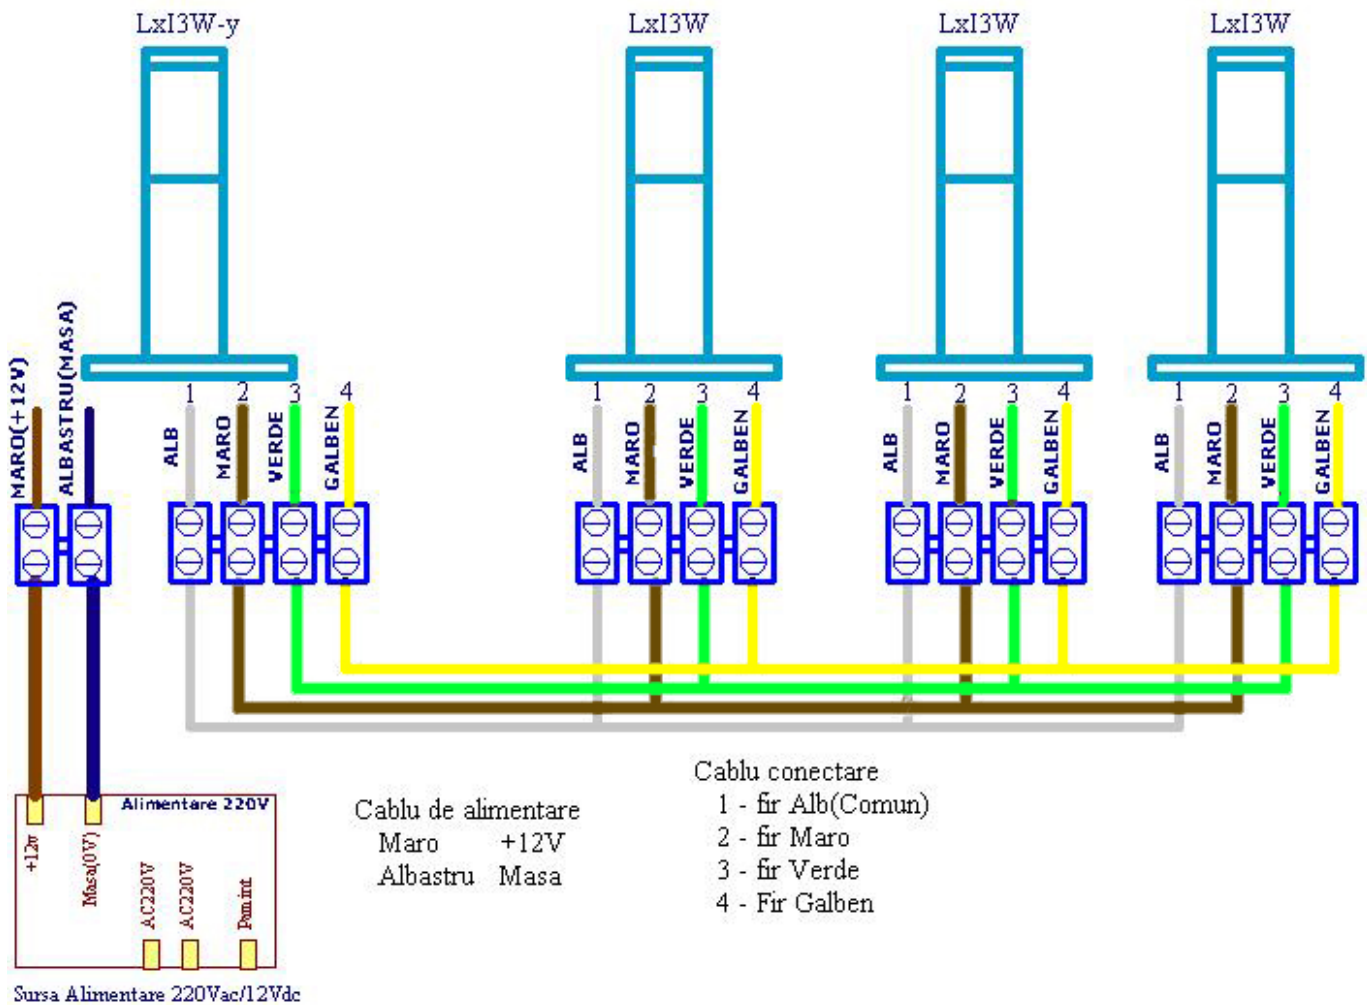 LxI3W-y
LxI3W
LxI3W
LxI3W
MARO(+12V)
ALBASTRU(MASA)
1
2
3
4
ALB
MARO
VERDE
GALBEN
1
2
3
4
ALB
MARO
VERDE
GALBEN
1
2
3
4
ALB
MARO
VERDE
GALBEN
1
2
3
4
ALB
MARO
VERDE
GALBEN
Alimentare 220V
+12v
Masa(0V)
AC220V
AC220V
Pam int.
Sursa Alimentare 220Vac/12Vdc
Cablu de alimentare
Maro +12V
Albastru Masa
Cablu conectare
1 - fir Alb(Comun)
2 - fir Maro
3 - fir Verde
4 - Fir Galben